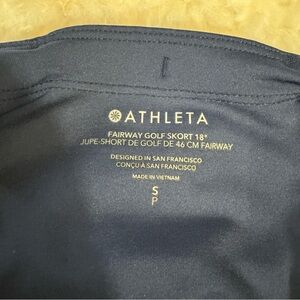 ATHLETA
FAIRWAY GOLF SKORT 18"
JUPE-SHORT DE GOLF DE 46 CM FAIRWAY
DESIGNED IN SAN FRANCISCO
CONÇU À SAN FRANCISCO
MADE IN VIETNAM
S
P